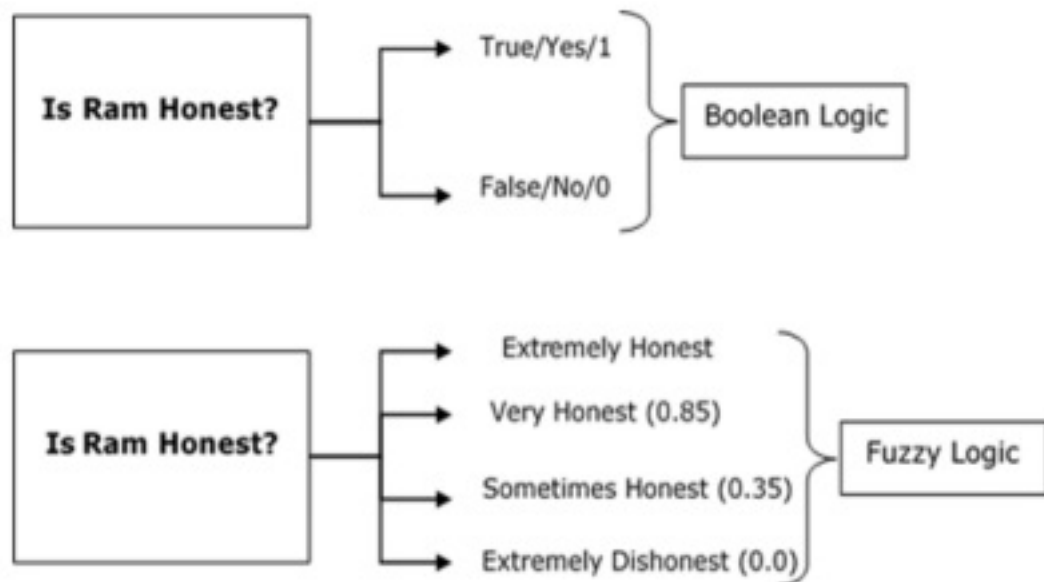 Is Ram Honest?
True/Yes/1
False/No/0
Boolean Logic
Is Ram Honest?
Extremely Honest
Very Honest (0.85)
Sometimes Honest (0.35)
Extremely Dishonest (0.0)
Fuzzy Logic